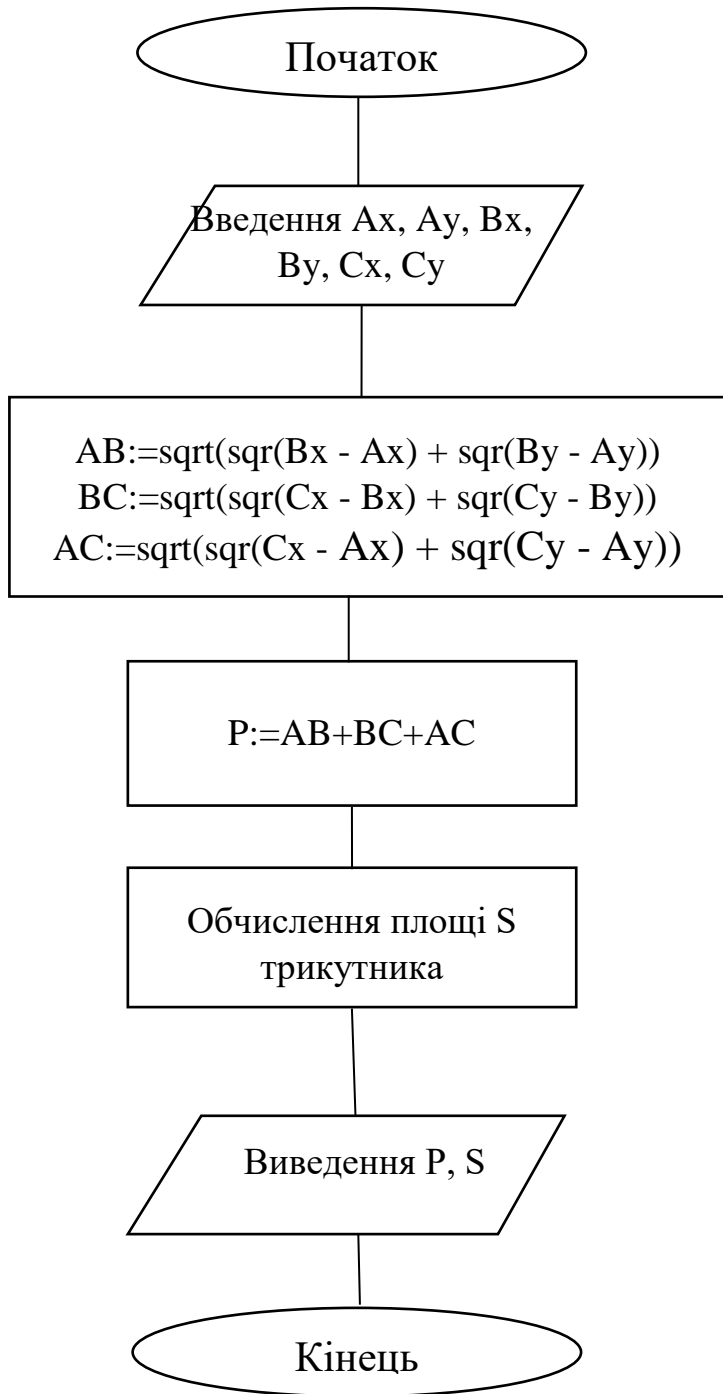 Початок
Введення Ax, Ay, Bx,
By, Cx, Cy
AB:=sqrt(sqr(Bx - Ax) + sqr(By - Ay))
BC:=sqrt(sqr(Cx - Bx) + sqr(Cy - By))
AC:=sqrt(sqr(Cx - Ax) + sqr(Cy - Ay))
P:=AB+BC+AC
Обчислення площі S
трикутника
Виведення P, S
Кінець